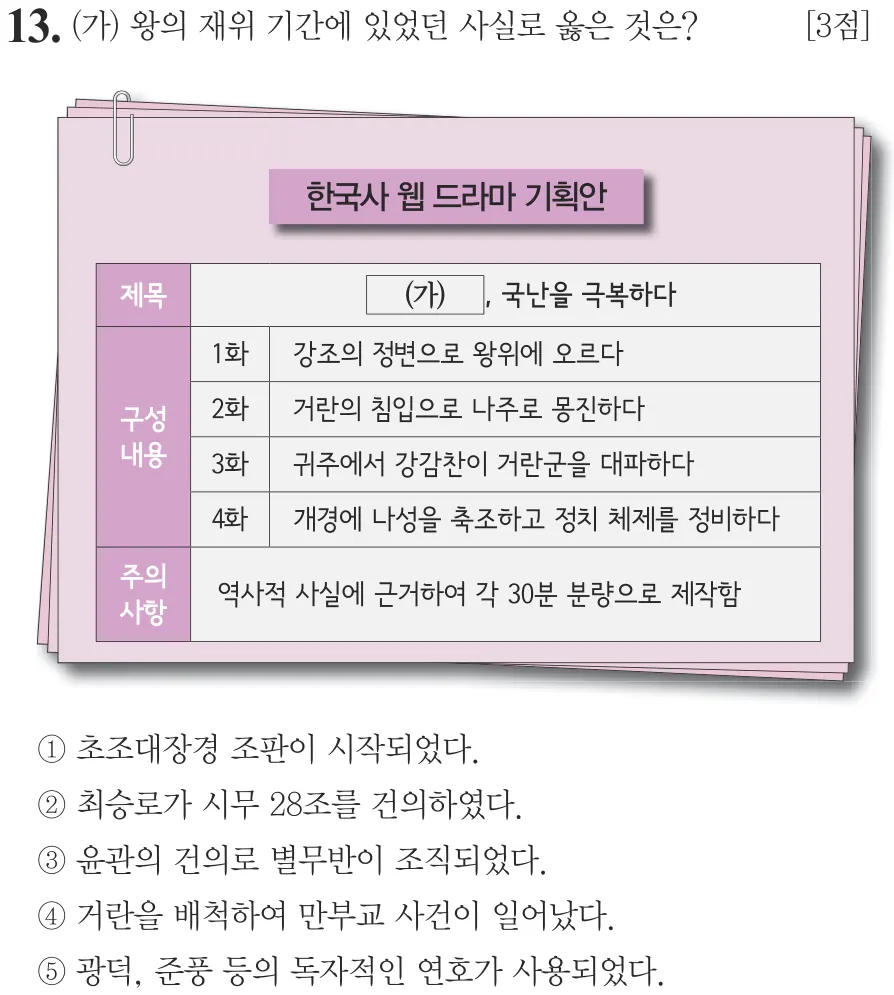 13. (가) 왕의 재위 기간에 있었던 사실로 옳은 것은? [3점]
한국사 웹 드라마 기획안
제목 (가) , 국난을 극복하다
구성 내용
1화 강조의 정변으로 왕위에 오르다
2화 거란의 침입으로 나주로 몽진하다
3화 귀주에서 강감찬이 거란군을 대파하다
4화 개경에 나성을 축조하고 정치 체제를 정비하다
주의 사항 역사적 사실에 근거하여 각 30분 분량으로 제작함
① 초조대장경 조판이 시작되었다.
② 최승로가 시무 28조를 건의하였다.
③ 윤관의 건의로 별무반이 조직되었다.
④ 거란을 배척하여 만부교 사건이 일어났다.
⑤ 광덕, 준풍 등의 독자적인 연호가 사용되었다.